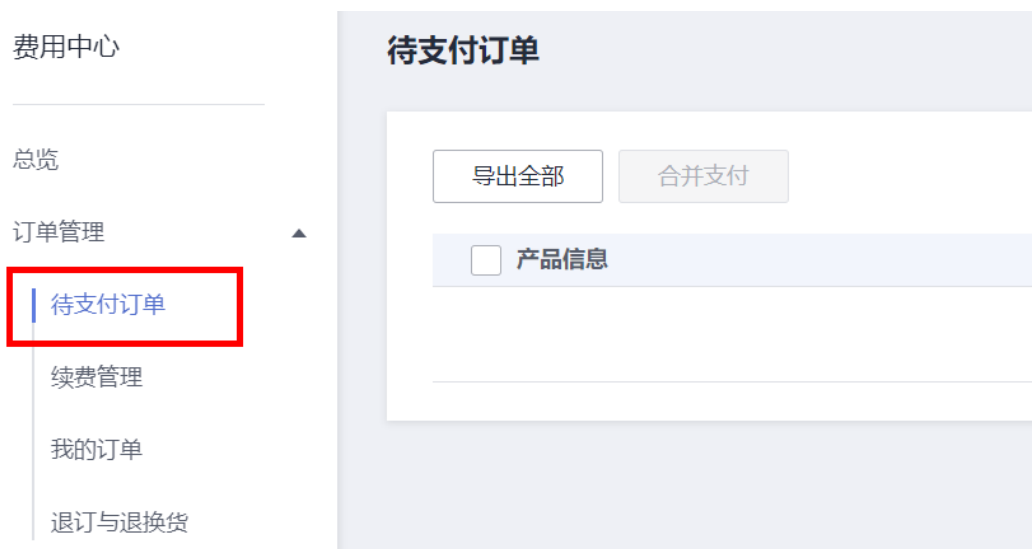 费用中心
总览
订单管理
待支付订单
续费管理
我的订单
退订与退换货
待支付订单
导出全部
合并支付
产品信息